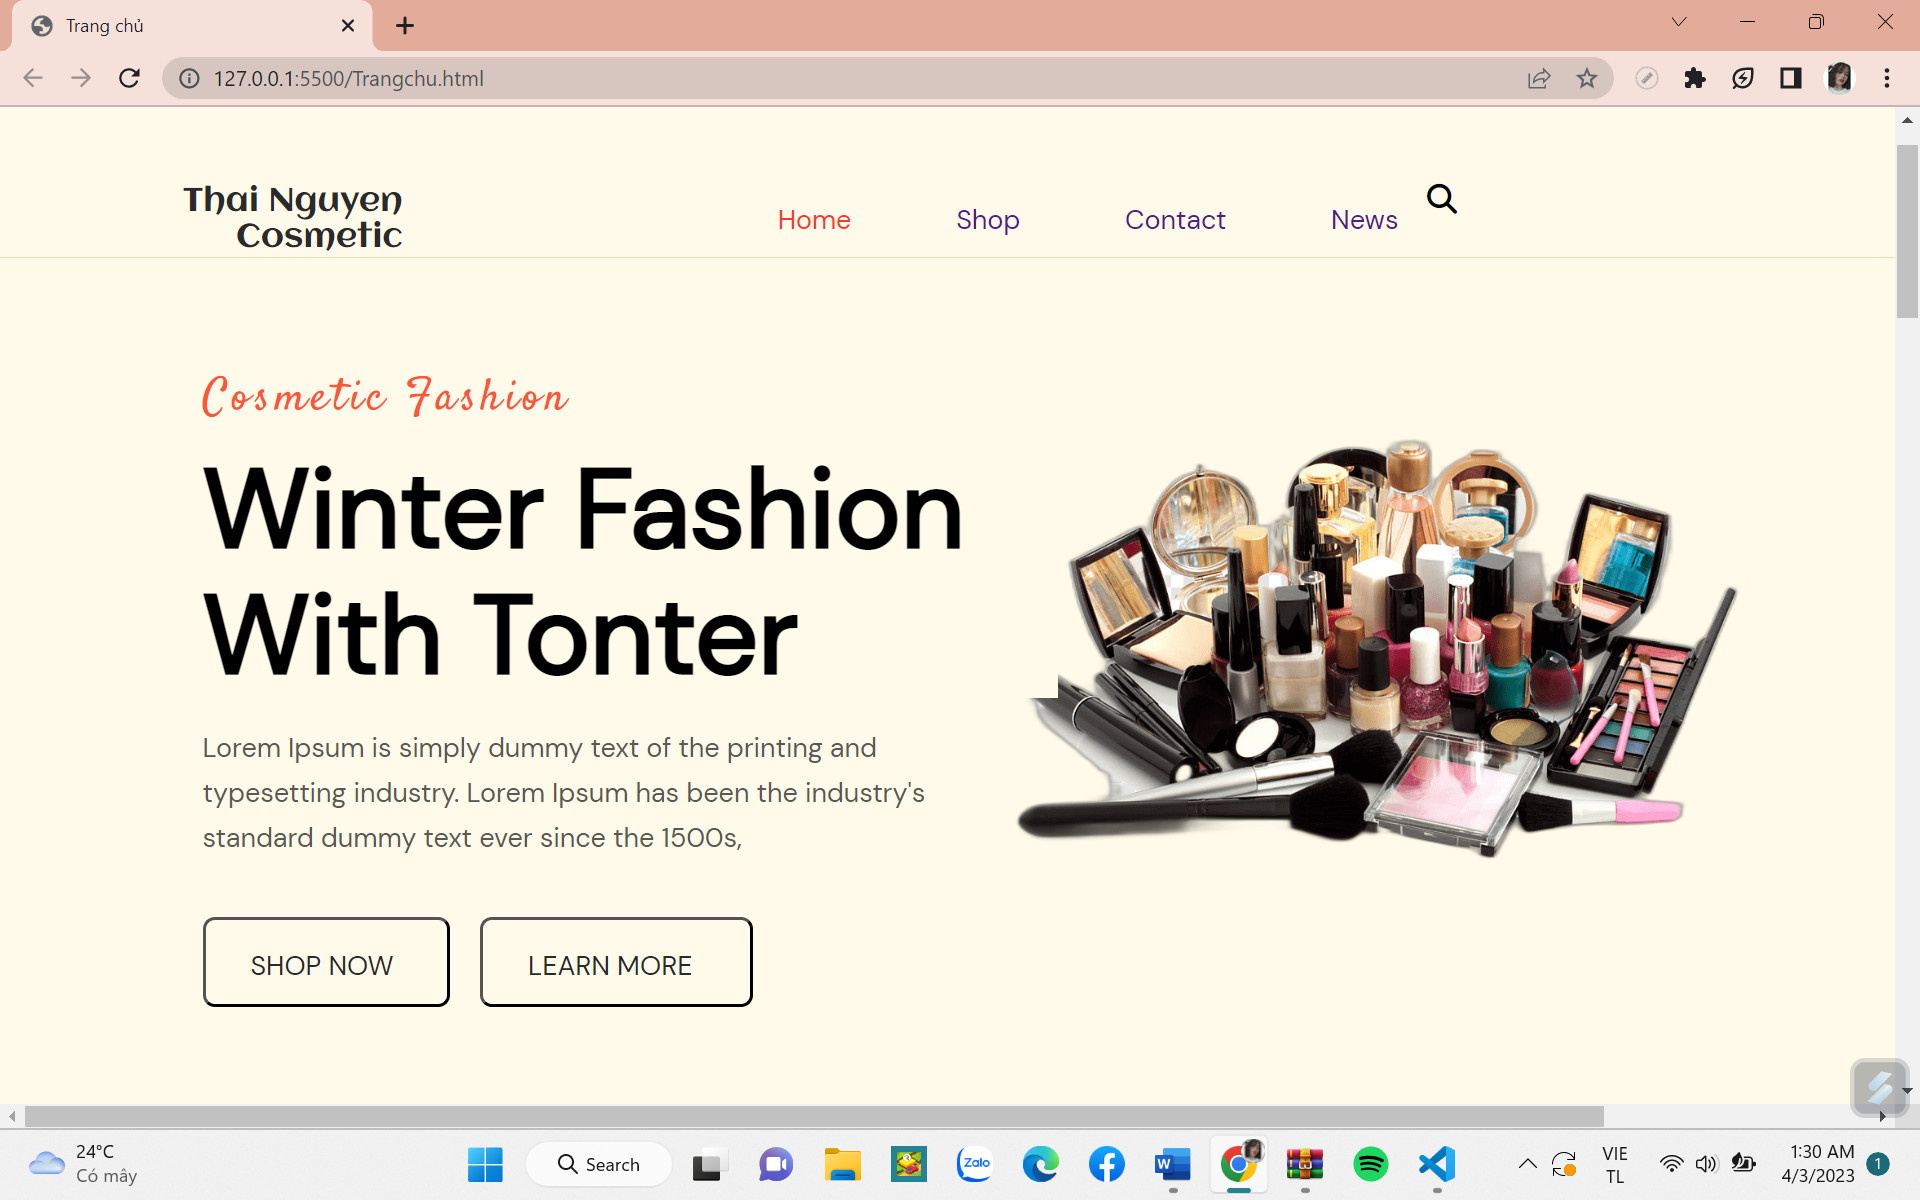 Trang chủ
127.0.0.1:5500/Trangchu.html
Thai Nguyen
Cosmetic
Home
Shop
Contact
News
Cosmetic Fashion
Winter Fashion
With Tonter
Lorem Ipsum is simply dummy text of the printing and
typesetting industry. Lorem Ipsum has been the industry's
standard dummy text ever since the 1500s,
SHOP NOW
LEARN MORE
24°C
Có mây
Search
Zalo
W
VIE
TL
1:30 AM
4/3/2023
1